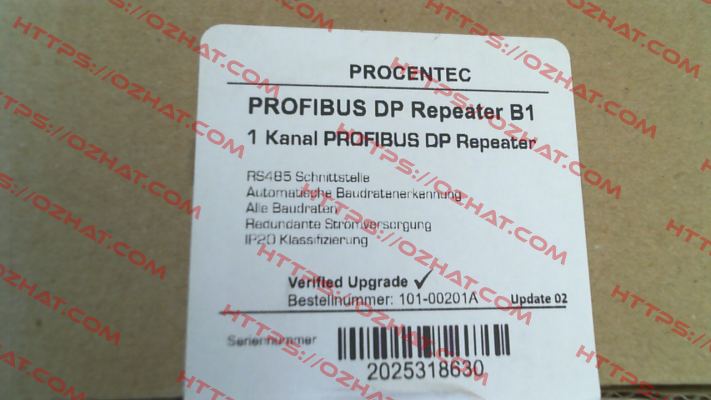 PROCENTEC
PROFIBUS DP Repeater B1
1 Kanal PROFIBUS DP Repeater
RS485 Schnittstelle
Automatische Baudratenerkennung
Alle Baudraten
Redundante Stromversorgung
IP20 Klassifizierung
Verified Upgrade ✓
Bestellnummer: 101-00201A Update 02
Seriennummer
2025318630
HTTPS://OZHAT.COM